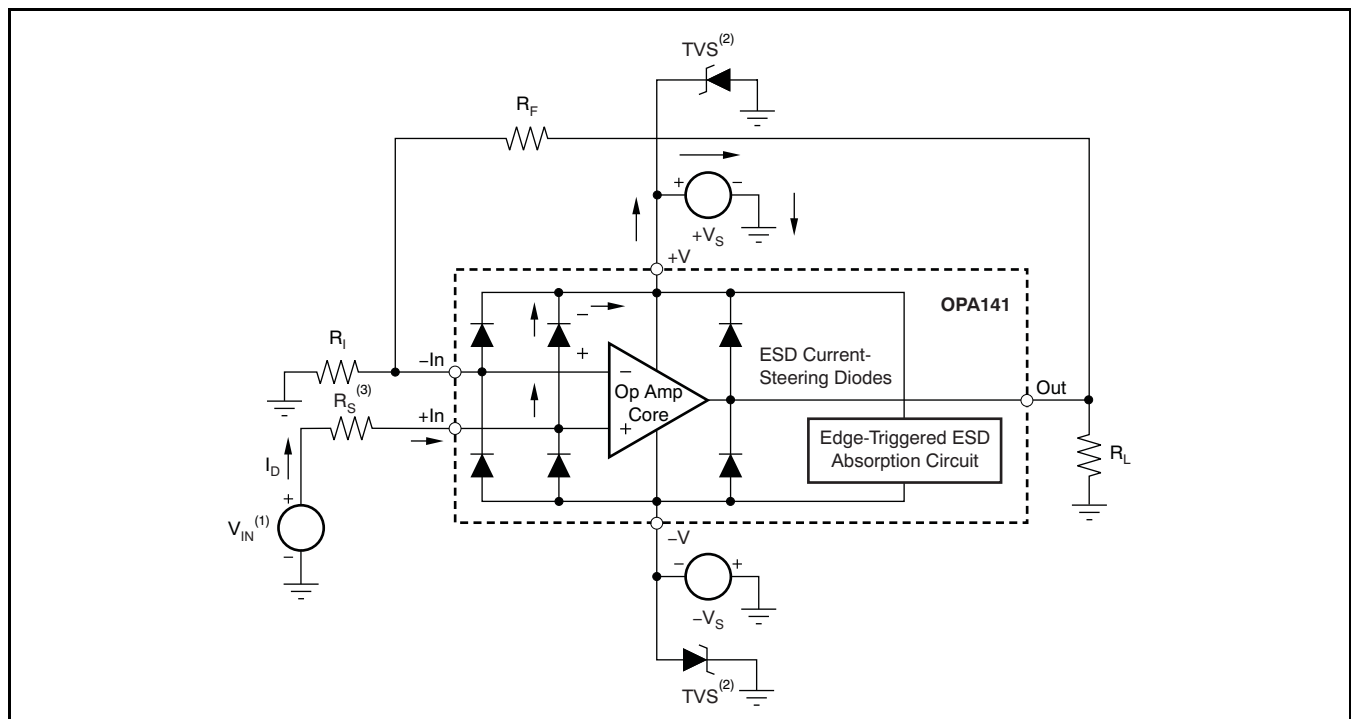 TVS(2)
RF
+ −
+VS
+V
OPA141
−
+
RI
−In
−
ESD Current-
Steering Diodes
Op Amp
Core
Out
RS(3)
+In
+
Edge-Triggered ESD
Absorption Circuit
RL
ID
+
VIN(1)
−
−V
− +
−VS
TVS(2)